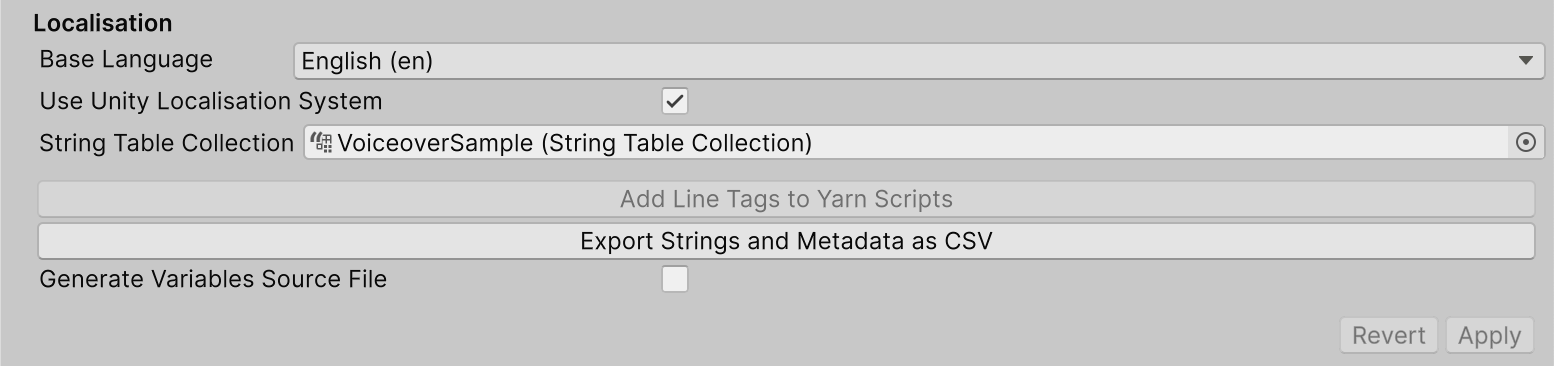 Localisation
Base Language English (en)
Use Unity Localisation System
String Table Collection VoiceoverSample (String Table Collection)
Add Line Tags to Yarn Scripts
Export Strings and Metadata as CSV
Generate Variables Source File
Revert Apply